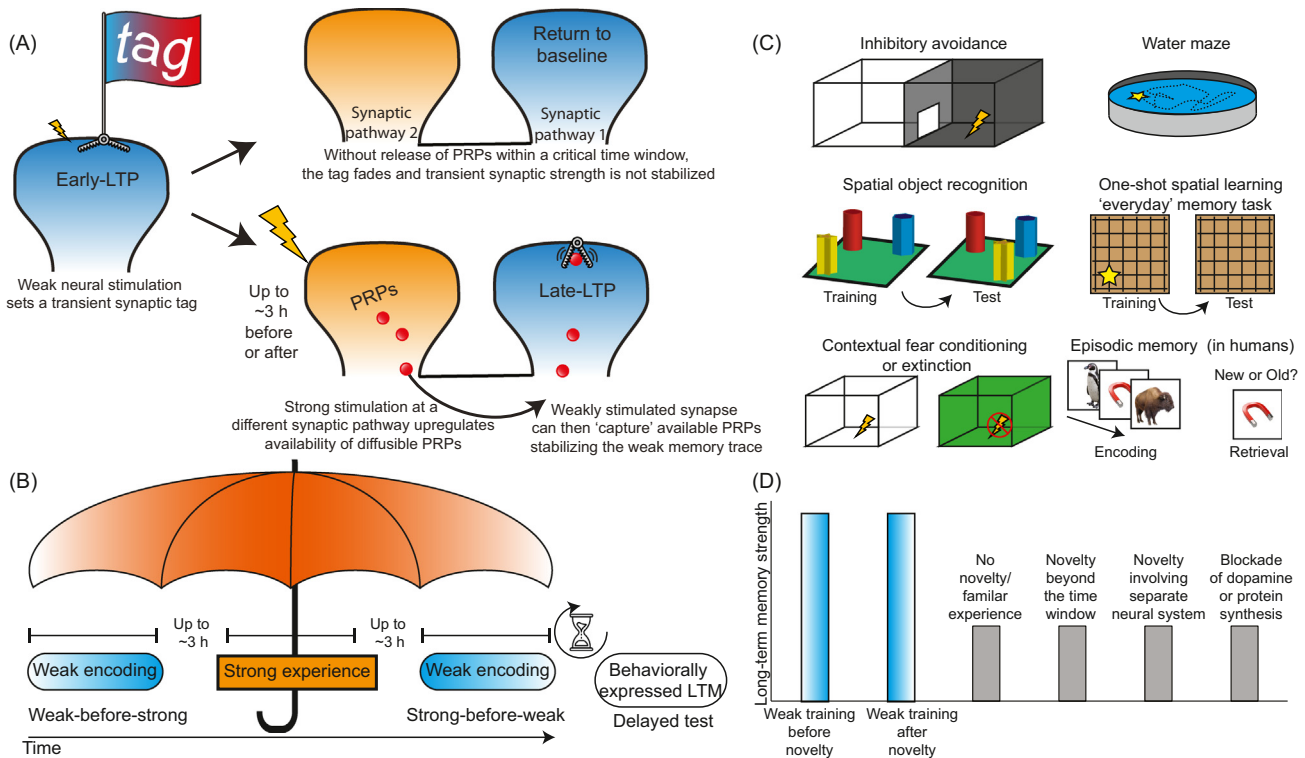 (A)
tag
Early-LTP
Weak neural stimulation
sets a transient synaptic tag
Synaptic
pathway 2
Return to
baseline
Synaptic
pathway 1
Without release of PRPs within a critical time window,
the tag fades and transient synaptic strength is not stabilized
Up to
~3 h
before
or after
PRPs
Late-LTP
Strong stimulation at a
different synaptic pathway upregulates
availability of diffusible PRPs
Weakly stimulated synapse
can then ‘capture’ available PRPs
stabilizing the weak memory trace
(B)
Up to
~3 h
Up to
~3 h
Weak encoding
Strong experience
Weak encoding
Behaviorally
expressed LTM
Weak-before-strong
Strong-before-weak
Delayed test
Time
(C)
Inhibitory avoidance
Water maze
Spatial object recognition
Training
Test
One-shot spatial learning
‘everyday’ memory task
Training
Test
Contextual fear conditioning
or extinction
Episodic memory
(in humans)
New or Old?
Encoding
Retrieval
(D)
Long-term memory strength
No
novelty/
familar
experience
Novelty
beyond
the time
window
Novelty
involving
separate
neural system
Blockade
of dopamine
or protein
synthesis
Weak training
before
novelty
Weak training
after
novelty